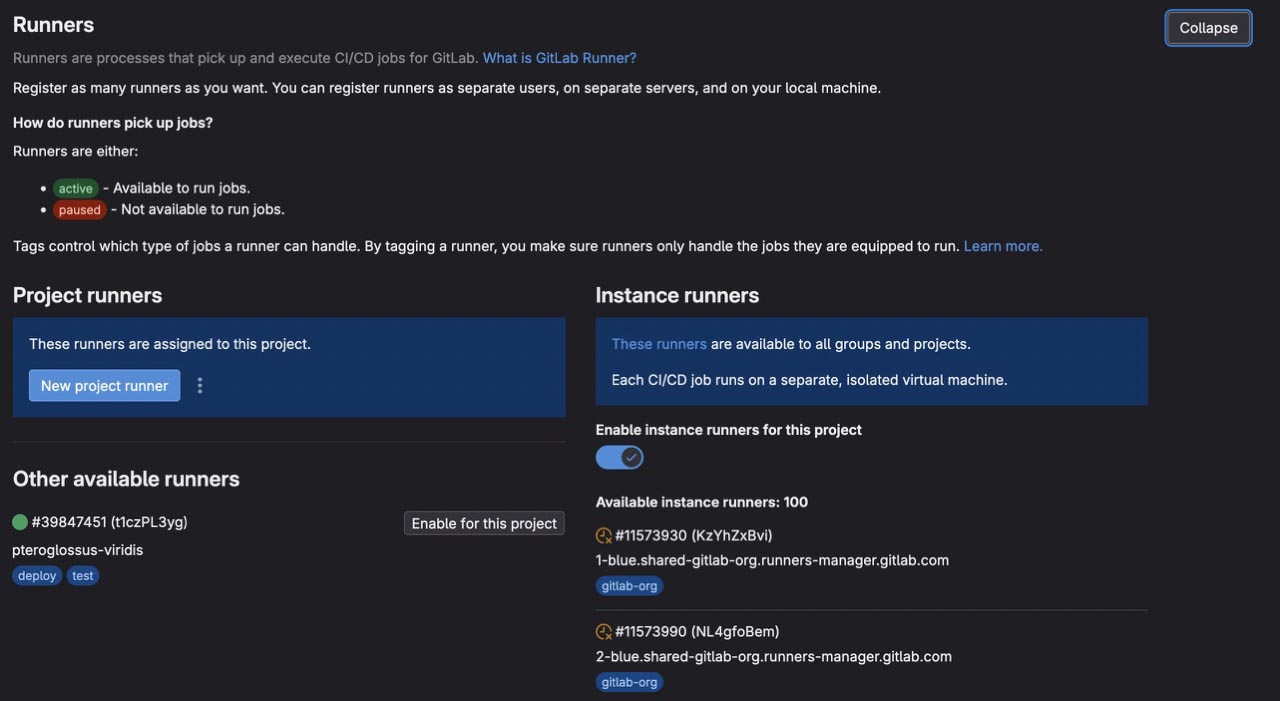 Runners
Collapse
Runners are processes that pick up and execute CI/CD jobs for GitLab. What is GitLab Runner?
Register as many runners as you want. You can register runners as separate users, on separate servers, and on your local machine.
How do runners pick up jobs?
Runners are either:
• active - Available to run jobs.
• paused - Not available to run jobs.
Tags control which type of jobs a runner can handle. By tagging a runner, you make sure runners only handle the jobs they are equipped to run. Learn more.
Project runners
These runners are assigned to this project.
New project runner
Other available runners
#39847451 (t1czPL3yg)
Enable for this project
pteroglossus-viridis
deploy test
Instance runners
These runners are available to all groups and projects.
Each CI/CD job runs on a separate, isolated virtual machine.
Enable instance runners for this project
Available instance runners: 100
#11573930 (KzYhZxBvi)
1-blue.shared-gitlab-org.runners-manager.gitlab.com
gitlab-org
#11573990 (NL4gfoBem)
2-blue.shared-gitlab-org.runners-manager.gitlab.com
gitlab-org